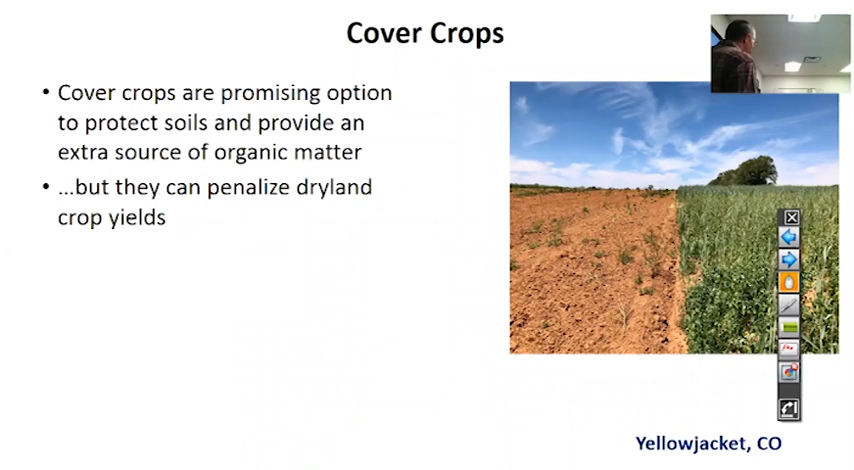 Cover Crops
• Cover crops are promising option
to protect soils and provide an
extra source of organic matter
• ...but they can penalize dryland
crop yields
Yellowjacket, CO